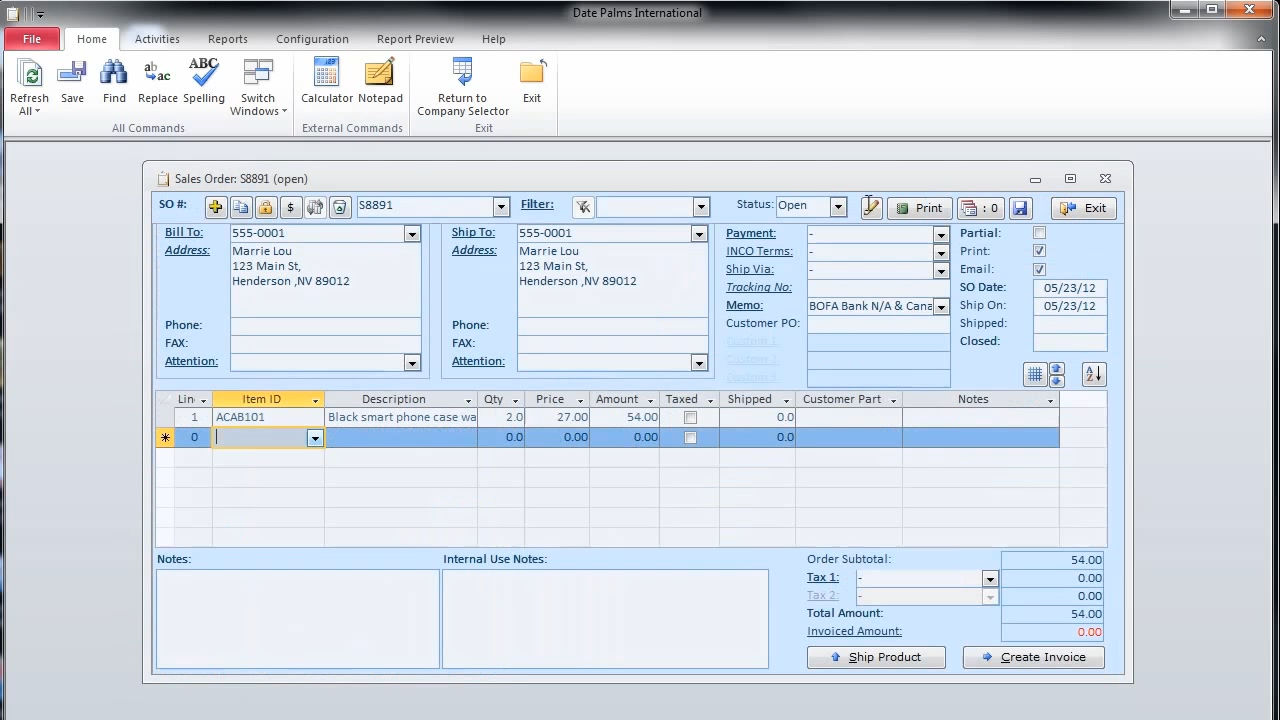 Date Palms International
File Home Activities Reports Configuration Report Preview Help
ABC
ab
ac
Refresh All Save Find Replace Spelling Switch Windows Calculator Notepad Return to Company Selector Exit
All Commands External Commands Exit
Sales Order: S8891 (open)
SO #: $ S8891 Filter: Status: Open Print : 0 Exit
Bill To: 555-0001 Ship To: 555-0001 Payment: - Partial:
Address: Marrie Lou Address: Marrie Lou INCO Terms: - Print:
123 Main St, 123 Main St, Ship Via: - Email:
Henderson ,NV 89012 Henderson ,NV 89012 Tracking No: SO Date: 05/23/12
Memo: BOFA Bank N/A & Cana Ship On: 05/23/12
Phone: Phone: Customer PO: Shipped:
FAX: FAX: Custom 1: Closed:
Attention: Attention: Custom 2:
A
Z
Lin Item ID Description Qty Price Amount Taxed Shipped Customer Part Notes
1 ACAB101 Black smart phone case wa 2.0 27.00 54.00 0.0
0 0.0 0.00 0.00 0.0
Notes: Internal Use Notes: Order Subtotal: 54.00
Tax 1: - 0.00
Tax 2: - 0.00
Total Amount: 54.00
Invoiced Amount: 0.00
Ship Product Create Invoice